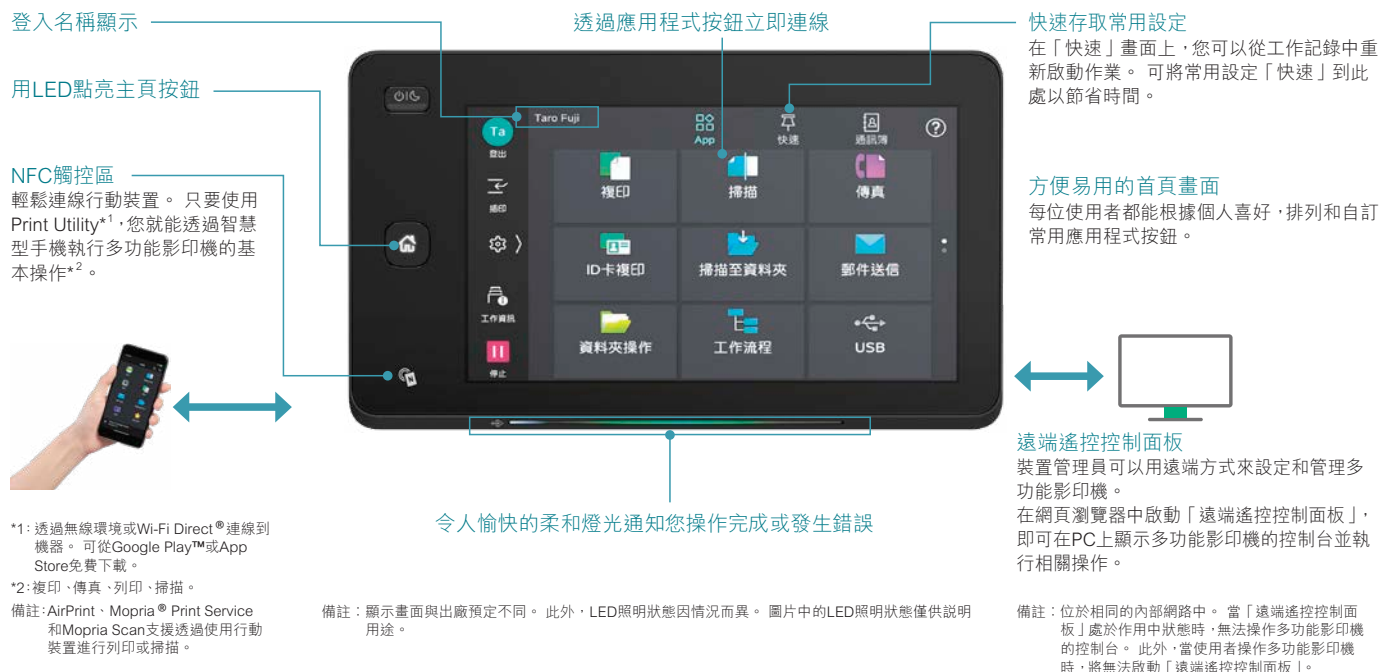 登入名稱顯示
用LED點亮主頁按鈕
NFC觸控區
輕鬆連線行動裝置。 只要使用
Print Utility*1,您就能透過智慧
型手機執行多功能影印機的基
本操作*2。
*1: 透過無線環境或Wi-Fi Direct®連線到
機器。 可從Google Play™或App
Store免費下載。
*2:複印、傳真、列印、掃描。
備註:AirPrint、Mopria® Print Service
和Mopria Scan支援透過使用行動
裝置進行列印或掃描。
透過應用程式按鈕立即連線
Taro Fuji
App
快速
通訊簿
?
Ta
登出
插印
工作資訊
停止
複印
掃描
傳真
ID卡複印
掃描至資料夾
郵件送信
資料夾操作
工作流程
USB
N
令人愉快的柔和燈光通知您操作完成或發生錯誤
備註：顯示畫面與出廠預定不同。 此外，LED照明狀態因情況而異。 圖片中的LED照明狀態僅供説明
用途。
快速存取常用設定
在「快速」畫面上，您可以從工作記錄中重
新啟動作業。 可將常用設定「快速」到此
處以節省時間。
方便易用的首頁畫面
每位使用者都能根據個人喜好，排列和自訂
常用應用程式按鈕。
遠端遙控控制面板
裝置管理員可以用遠端方式來設定和管理多
功能影印機。
在網頁瀏覽器中啟動「遠端遙控控制面板」，
即可在PC上顯示多功能影印機的控制台並執
行相關操作。
備註：位於相同的內部網路中。 當「遠端遙控控制面
板」處於作用中狀態時，無法操作多功能影印機
的控制台。 此外，當使用者操作多功能影印機
時，將無法啟動「遠端遙控控制面板」。